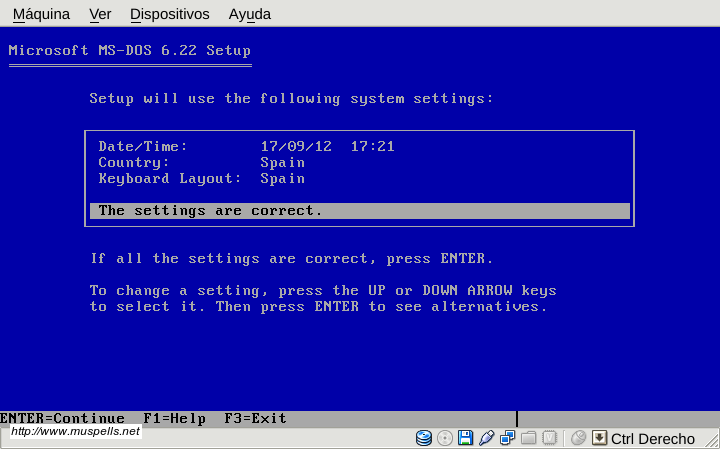 Máquina Ver Dispositivos Ayuda
Microsoft MS-DOS 6.22 Setup
Setup will use the following system settings:
Date/Time: 17/09/12 17:21
Country: Spain
Keyboard Layout: Spain
The settings are correct.
If all the settings are correct, press ENTER.
To change a setting, press the UP or DOWN ARROW keys
to select it. Then press ENTER to see alternatives.
ENTER=Continue F1=Help F3=Exit
http://www.muspells.net
Ctrl Derecho